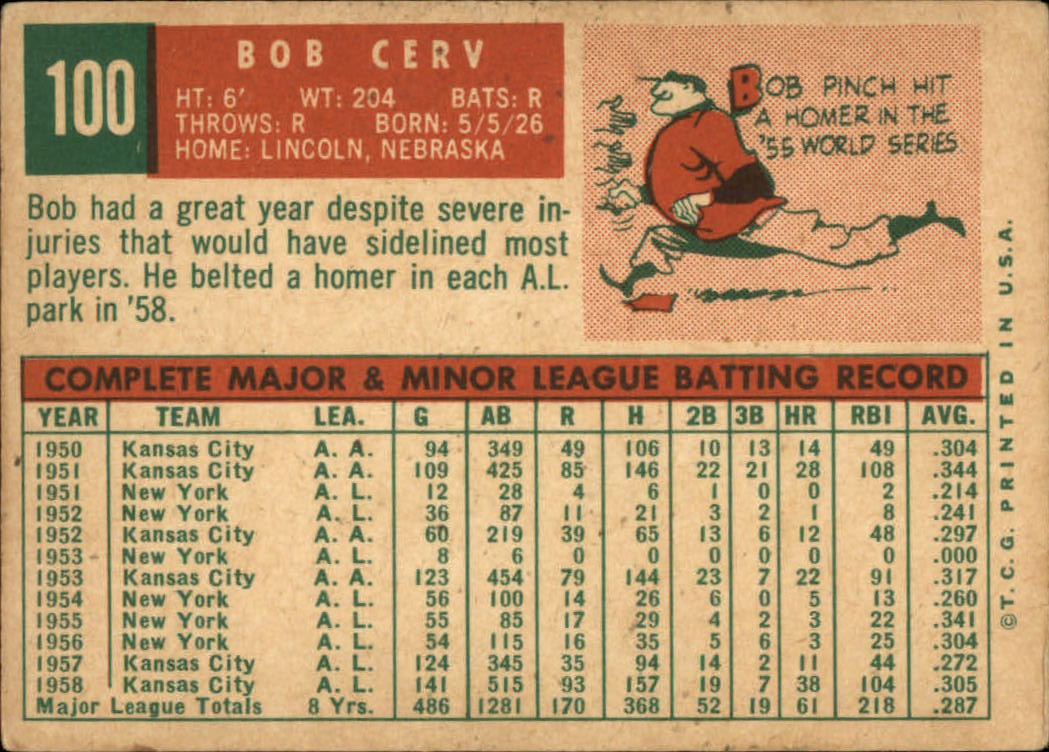 100
BOB CERV
HT: 6' WT: 204 BATS: R
THROWS: R BORN: 5/5/26
HOME: LINCOLN, NEBRASKA
Bob had a great year despite severe in-
juries that would have sidelined most
players. He belted a homer in each A.L.
park in '58.
BOB PINCH HIT
A HOMER IN THE
'55 WORLD SERIES
COMPLETE MAJOR & MINOR LEAGUE BATTING RECORD
YEAR TEAM LEA. G AB R H 2B 3B HR RBI AVG.
1950 Kansas City A. A. 94 349 49 106 10 13 14 49 .304
1951 Kansas City A. A. 109 425 85 146 22 21 28 108 .344
1951 New York A. L. 12 28 4 6 1 0 0 2 .214
1952 New York A. L. 36 87 11 21 3 2 1 8 .241
1952 Kansas City A. A. 60 219 39 65 13 6 12 48 .297
1953 New York A. L. 8 6 0 0 0 0 0 0 .000
1953 Kansas City A. A. 123 454 79 144 23 7 22 91 .317
1954 New York A. L. 56 100 14 26 6 0 5 13 .260
1955 New York A. L. 55 85 17 29 4 2 3 22 .341
1956 New York A. L. 54 115 16 35 5 6 3 25 .304
1957 Kansas City A. L. 124 345 35 94 14 2 11 44 .272
1958 Kansas City A. L. 141 515 93 157 19 7 38 104 .305
Major League Totals 8 Yrs. 486 1281 170 368 52 19 61 218 .287
©T.C.G. PRINTED IN U.S.A.